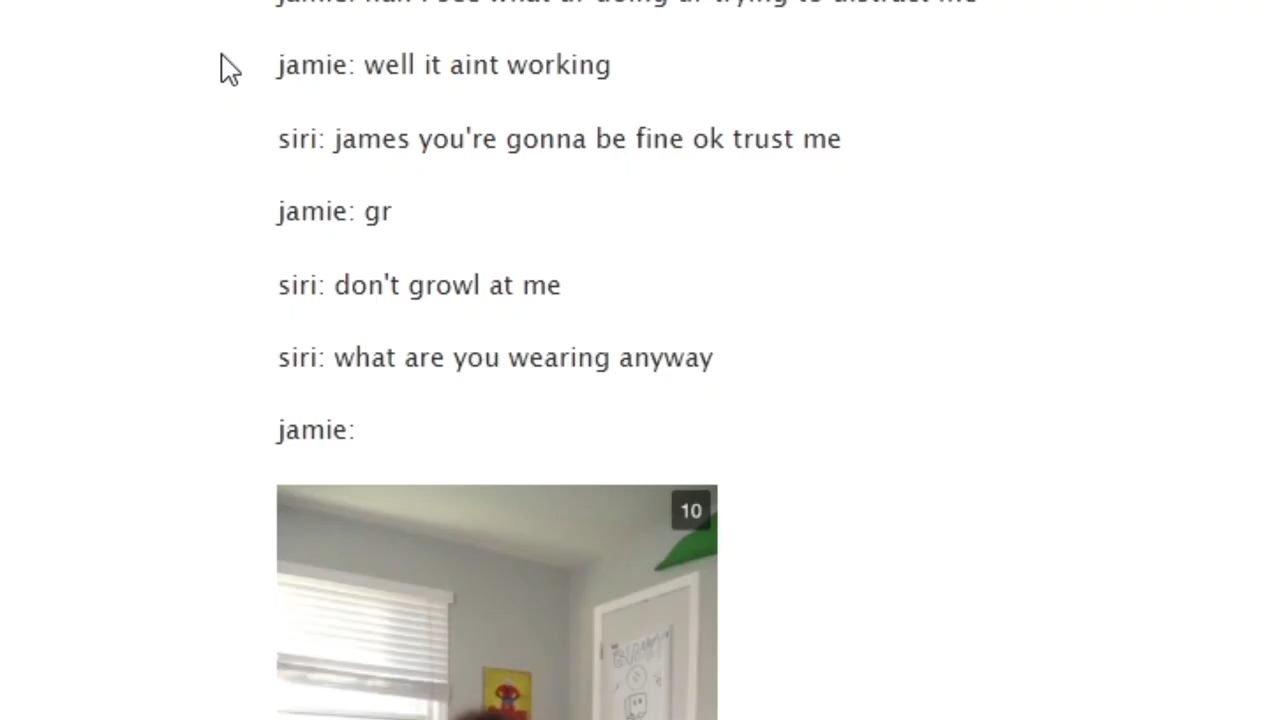 jamie: well it aint working
siri: james you're gonna be fine ok trust me
jamie: gr
siri: don't growl at me
siri: what are you wearing anyway
jamie:
10